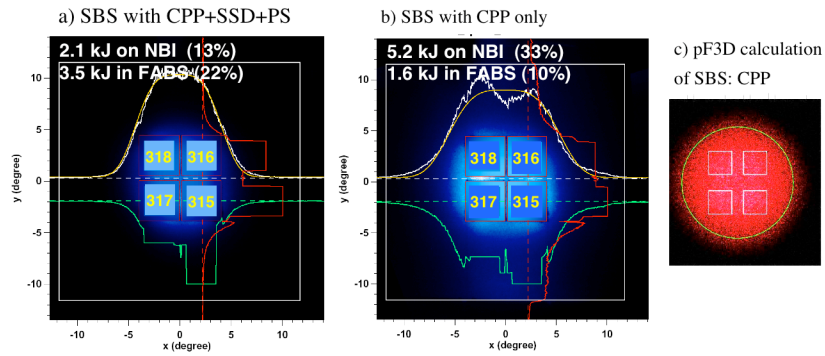 a) SBS with CPP+SSD+PS
2.1 kJ on NBI (13%)
3.5 kJ in FABS (22%)
10
5
0
-5
-10
318 316
317 315
-10 -5 0 5 10
x (degree)
y (degree)
b) SBS with CPP only
5.2 kJ on NBI (33%)
1.6 kJ in FABS (10%)
10
5
0
-5
-10
318 316
317 315
-10 -5 0 5 10
x (degree)
y (degree)
c) pF3D calculation
of SBS: CPP